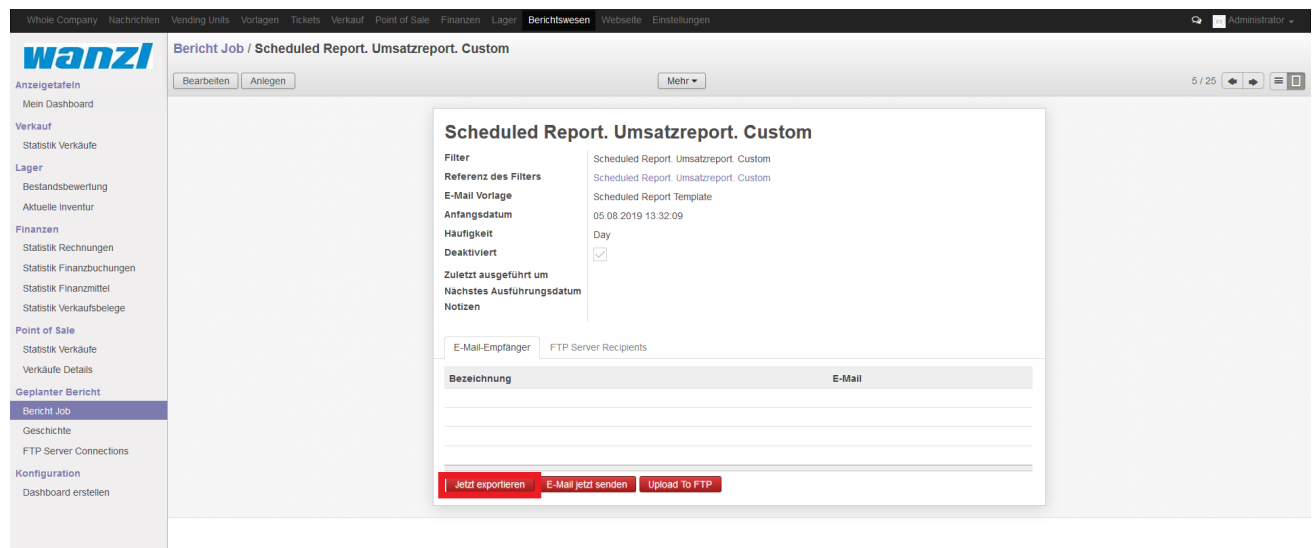 Whole Company Nachrichten Vending Units Vorlagen Tickets Verkauf Point of Sale Finanzen Lager Berichtswesen Webseite Einstellungen Administrator
wanzl
Bericht Job / Scheduled Report. Umsatzreport. Custom
Bearbeiten Anlegen Mehr 5 / 25
Anzeigetafeln
Mein Dashboard
Verkauf
Statistik Verkäufe
Lager
Bestandsbewertung
Aktuelle Inventur
Finanzen
Statistik Rechnungen
Statistik Finanzbuchungen
Statistik Finanzmittel
Statistik Verkaufsbelege
Point of Sale
Statistik Verkäufe
Verkäufe Details
Geplanter Bericht
Bericht Job
Geschichte
FTP Server Connections
Konfiguration
Dashboard erstellen
Scheduled Report. Umsatzreport. Custom
Filter Scheduled Report. Umsatzreport. Custom
Referenz des Filters Scheduled Report. Umsatzreport. Custom
E-Mail Vorlage Scheduled Report Template
Anfangsdatum 05.08.2019 13:32:09
Häufigkeit Day
Deaktiviert
Zuletzt ausgeführt um
Nächstes Ausführungsdatum
Notizen
E-Mail-Empfänger FTP Server Recipients
Bezeichnung E-Mail
Jetzt exportieren E-Mail jetzt senden Upload To FTP